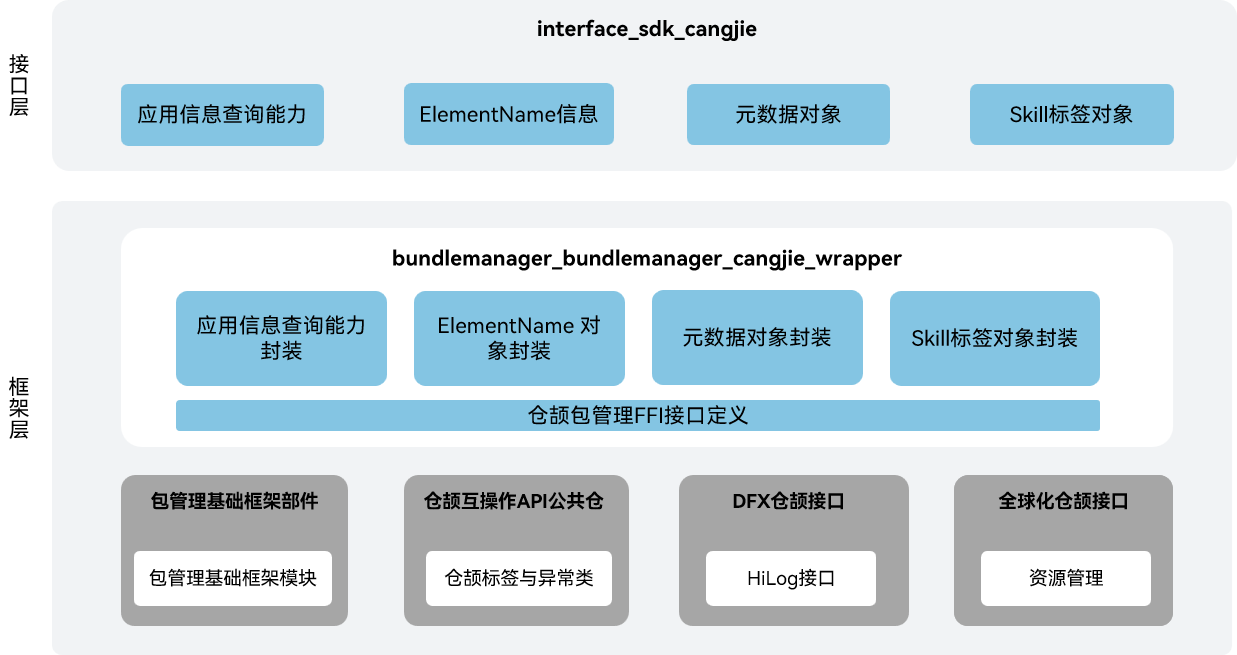 接口层
interface_sdk_cangjie
应用信息查询能力
ElementName信息
元数据对象
Skill标签对象
框架层
bundlemanager_bundlemanager_cangjie_wrapper
应用信息查询能力
封装
ElementName 对
象封装
元数据对象封装
Skill标签对象封装
仓颉包管理FFI接口定义
包管理基础框架部件
仓颉互操作API公共仓
DFX仓颉接口
全球化仓颉接口
包管理基础框架模块
仓颉标签与异常类
HiLog接口
资源管理